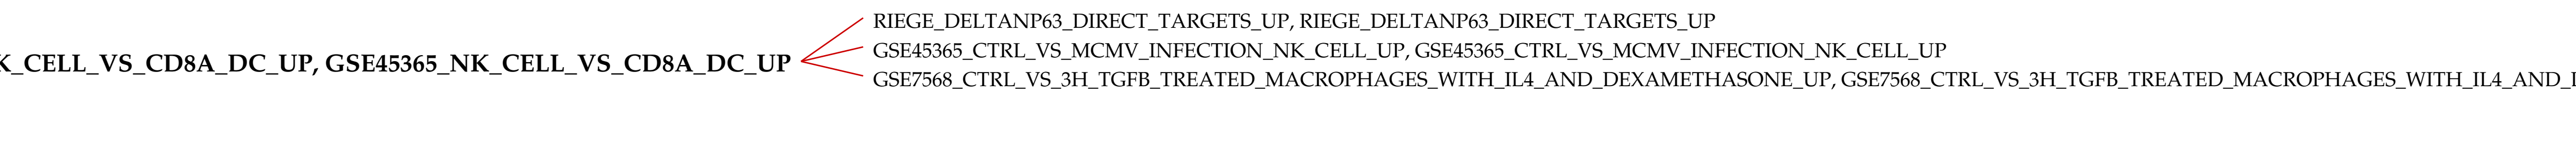 RIEGE_DELTANP63_DIRECT_TARGETS_UP, RIEGE_DELTANP63_DIRECT_TARGETS_UP
GSE45365_CTRL_VS_MCMV_INFECTION_NK_CELL_UP, GSE45365_CTRL_VS_MCMV_INFECTION_NK_CELL_UP
K_CELL_VS_CD8A_DC_UP, GSE45365_NK_CELL_VS_CD8A_DC_UP
GSE7568_CTRL_VS_3H_TGFB_TREATED_MACROPHAGES_WITH_IL4_AND_DEXAMETHASONE_UP, GSE7568_CTRL_VS_3H_TGFB_TREATED_MACROPHAGES_WITH_IL4_AND_